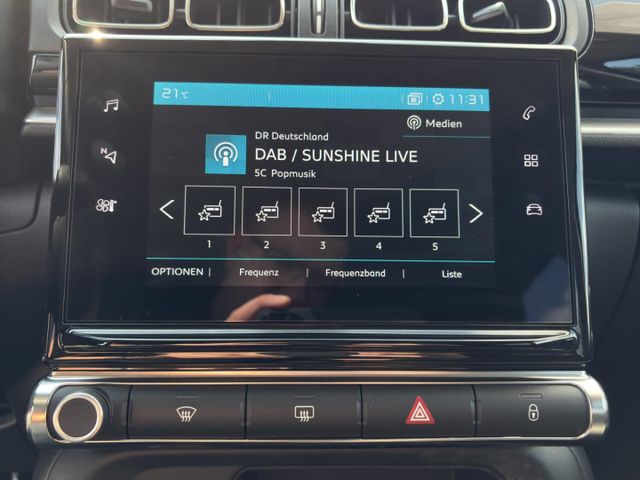 21°C
11:31
Medien
DR Deutschland
DAB / SUNSHINE LIVE
5C Popmusik
1 2 3 4 5
OPTIONEN Frequenz Frequenzband Liste
N